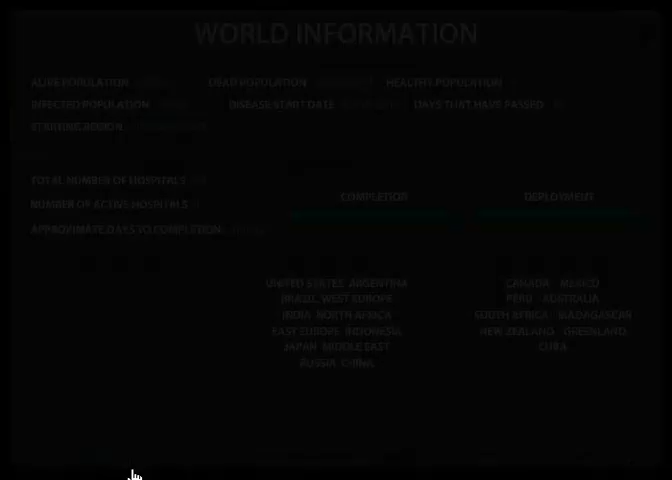 WORLD INFORMATION
ALIVE POPULATION DEAD POPULATION HEALTHY POPULATION
INFECTED POPULATION DISEASE START DATE DAYS THAT HAVE PASSED
STARTING REGION
TOTAL NUMBER OF HOSPITALS
COMPLETION DEPLOYMENT
NUMBER OF ACTIVE HOSPITALS
APPROXIMATE DAYS TO COMPLETION
UNITED STATES ARGENTINA CANADA MEXICO
BRAZIL WEST EUROPE PERU AUSTRALIA
INDIA NORTH AFRICA SOUTH AFRICA MADAGASCAR
EAST EUROPE INDONESIA NEW ZEALAND GREENLAND
JAPAN MIDDLE EAST CUBA
RUSSIA CHINA